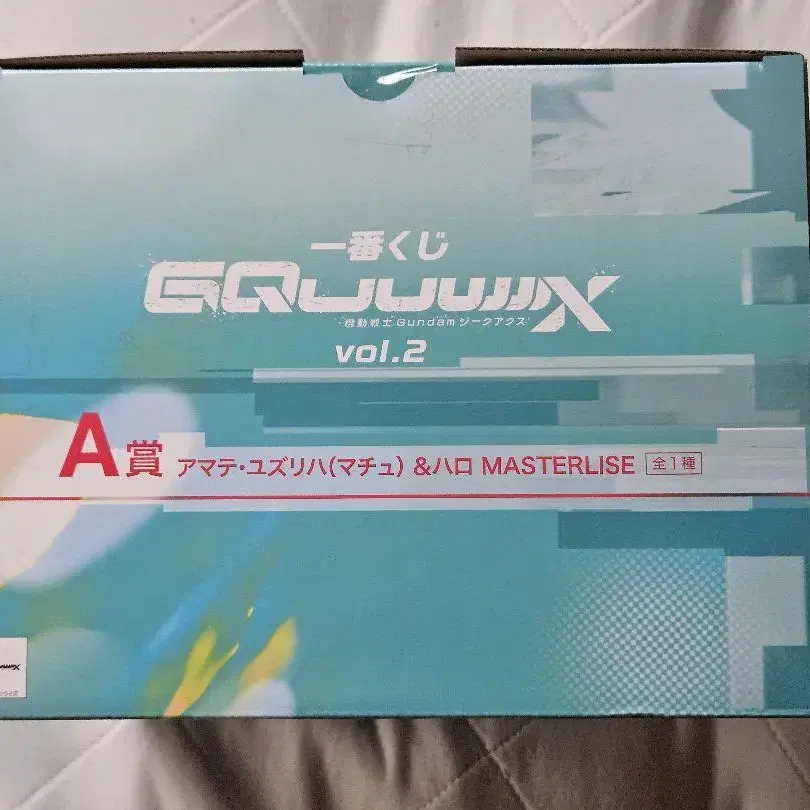 一番くじ
GQuuuuuuX
機動戦士Gundamジークアクス
vol.2
A賞 アマテ・ユズリハ(マチュ) &ハロ MASTERLISE 全1種